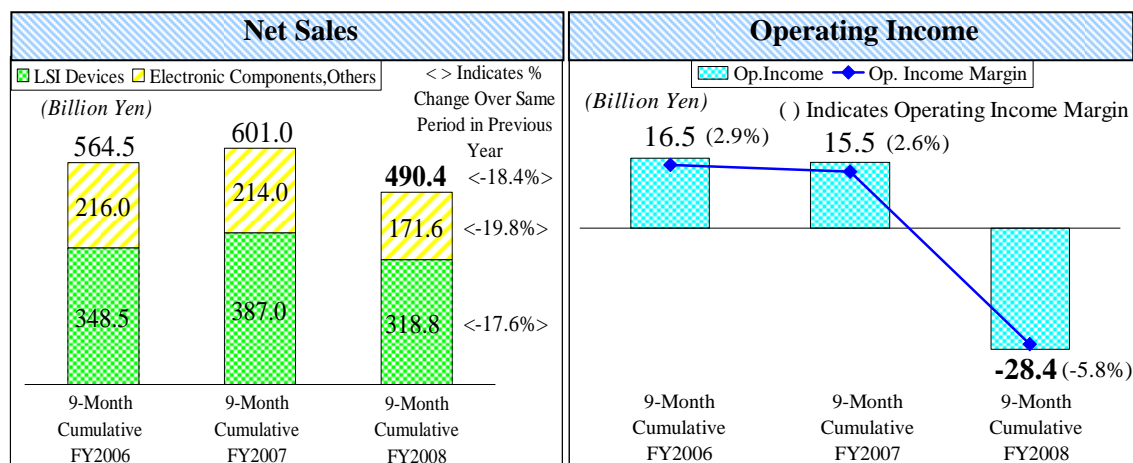 Net Sales
LSI Devices Electronic Components,Others
(Billion Yen)
< > Indicates %
Change Over Same
Period in Previous
Year
564.5
601.0
490.4 <-18.4%>
216.0
214.0
171.6 <-19.8%>
348.5
387.0
318.8 <-17.6%>
9-Month
Cumulative
FY2006
9-Month
Cumulative
FY2007
9-Month
Cumulative
FY2008
Operating Income
Op.Income Op. Income Margin
(Billion Yen)
( ) Indicates Operating Income Margin
16.5 (2.9%)
15.5 (2.6%)
-28.4 (-5.8%)
9-Month
Cumulative
FY2006
9-Month
Cumulative
FY2007
9-Month
Cumulative
FY2008